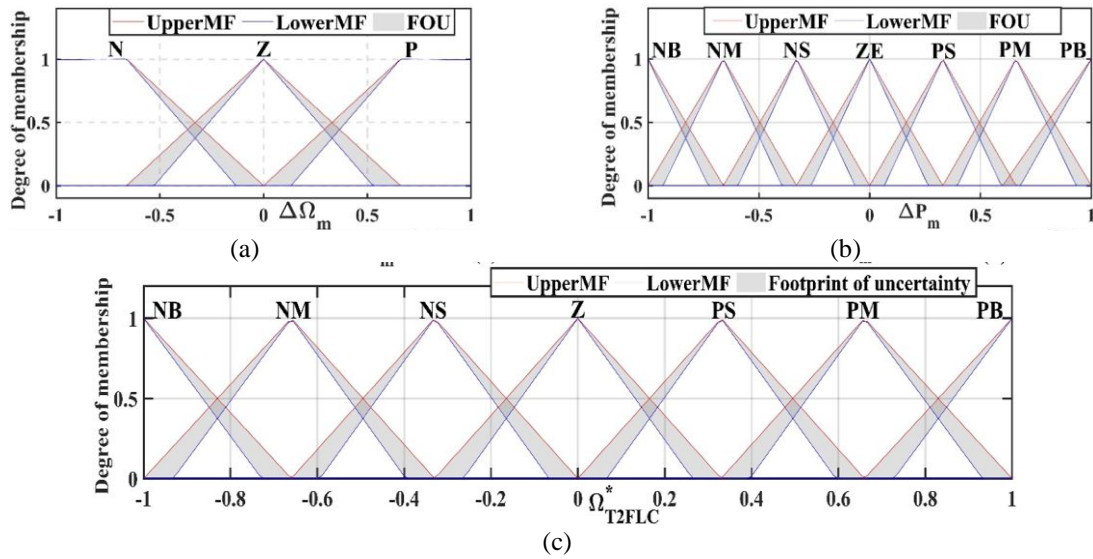 UpperMF LowerMF FOU
N Z P
Degree of membership
1
0.5
0
-1 -0.5 0 0.5 1
ΔΩm
(a)
UpperMF LowerMF FOU
NB NM NS ZE PS PM PB
Degree of membership
1
0.5
0
-1 -0.5 0 0.5 1
ΔPm
(b)
UpperMF LowerMF Footprint of uncertainty
NB NM NS Z PS PM PB
Degree of membership
1
0.5
0
-1 -0.8 -0.6 -0.4 -0.2 0 0.2 0.4 0.6 0.8 1
Ω*T2FLC
(c)